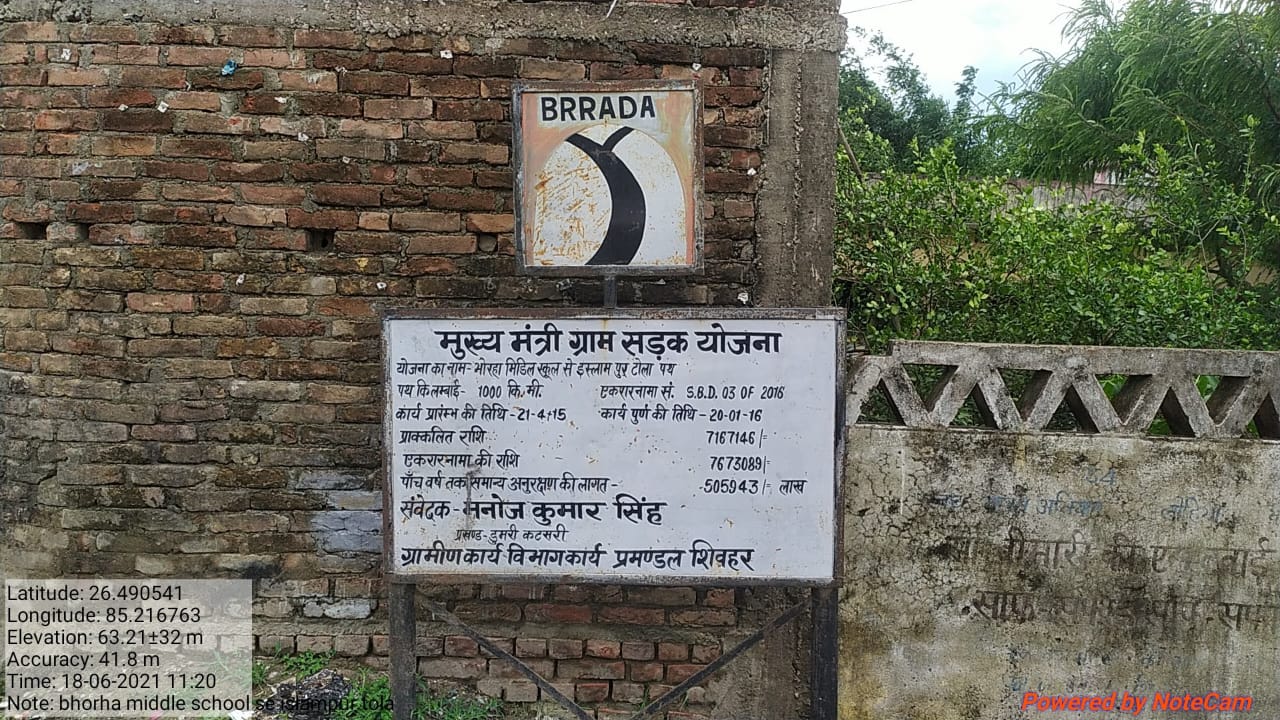 BRRADA
मुख्य मंत्री ग्राम सड़क योजना
योजना का नाम- भोरहा मिडिल स्कूल से इस्लाम पुर टोला पथ
पथ कि लम्बाई- 1000 कि.मी. एकरारनामा सं. S.B.D. 03 OF 2016
कार्य प्रारम्भ की तिथि-21-4-15 कार्य पुर्ण की तिथि-20-01-16
प्राक्कलित राशि 7167146/=
एकरारनामा की राशि 7673089/=
पाँच वर्ष तक समान्य अनुरक्षण की लागत- 505943/= लाख
संवेदक-मनोज कुमार सिंह
प्रखण्ड-डुमरी कटसरी
ग्रामीण कार्य विभाग कार्य प्रमण्डल शिवहर
24
बीमारी
साफ
Latitude: 26.490541
Longitude: 85.216763
Elevation: 63.21±32 m
Accuracy: 41.8 m
Time: 18-06-2021 11:20
Note: bhorha middle school se islampur tola
Powered by NoteCam